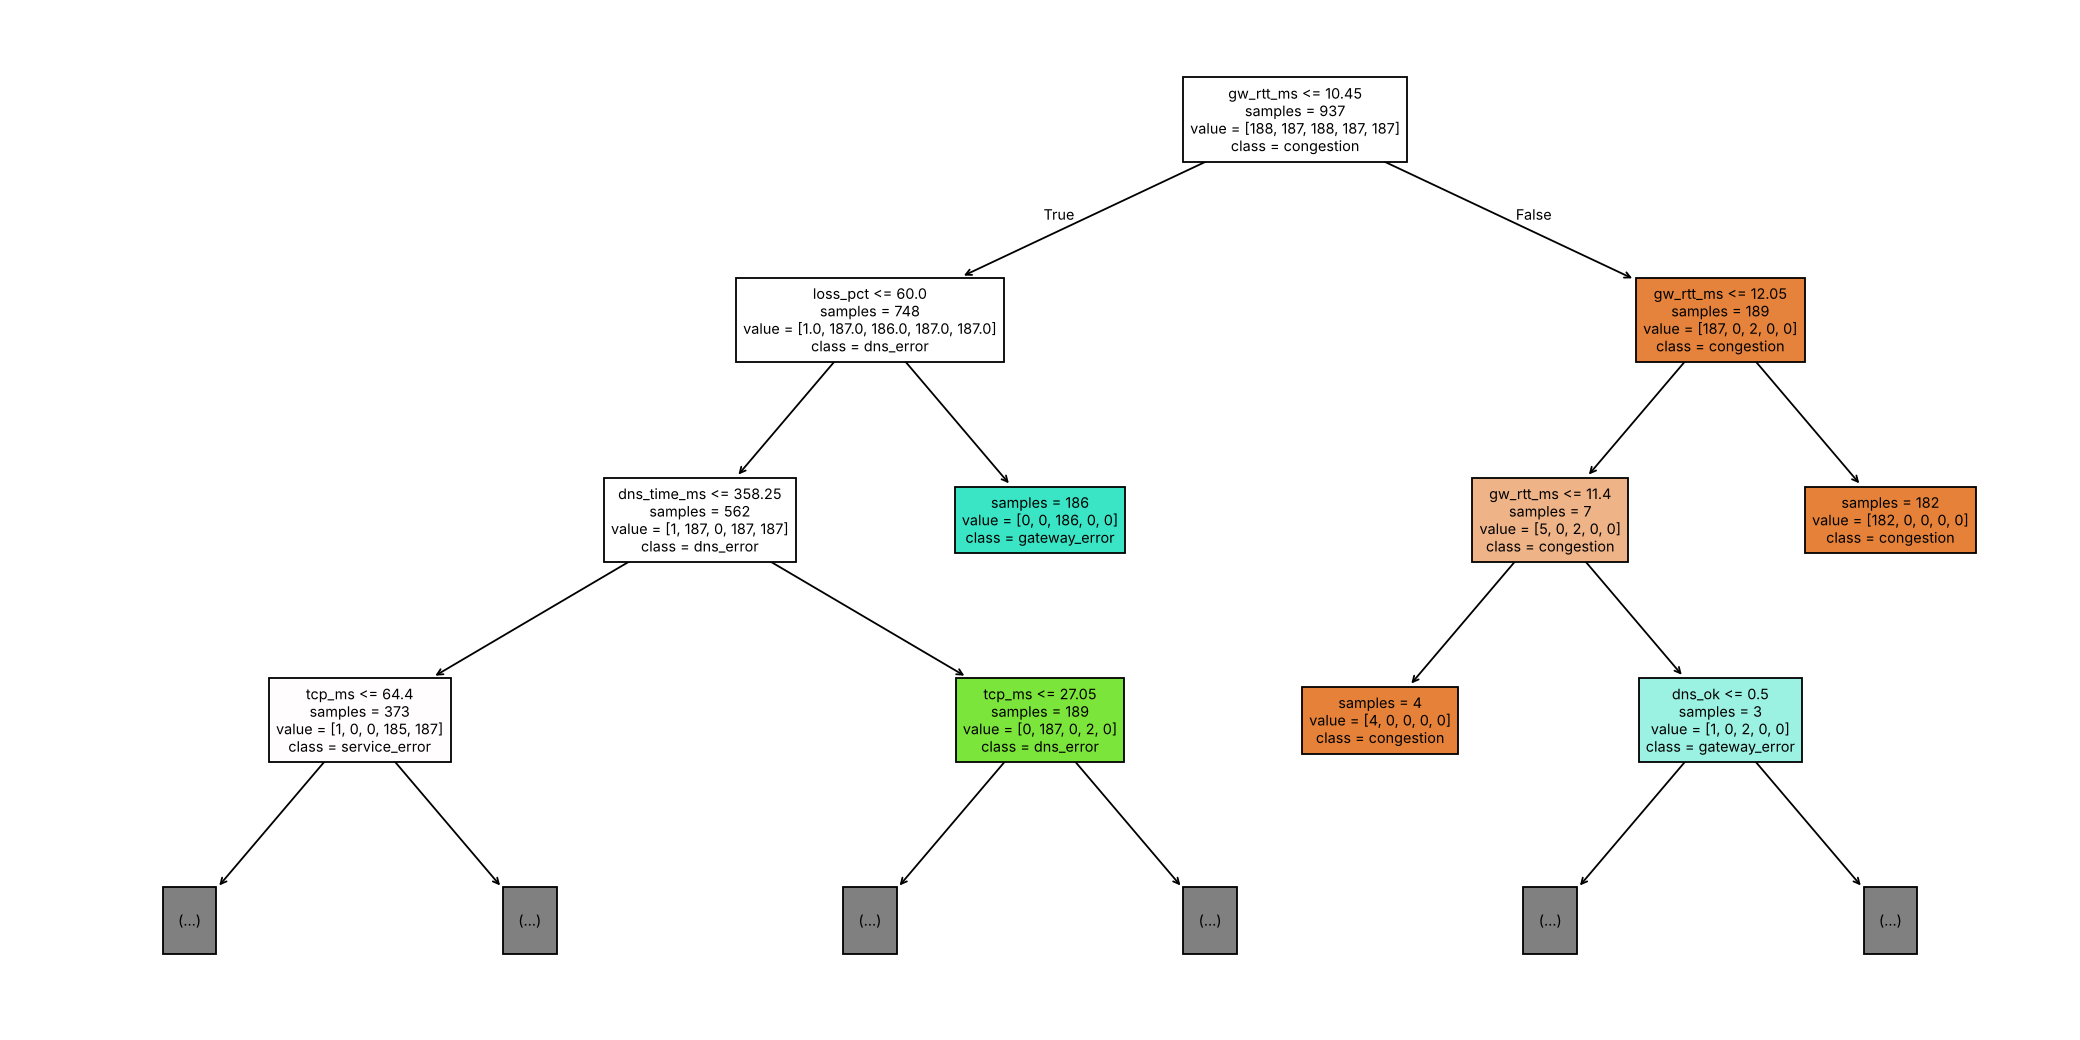 gw_rtt_ms <= 10.45
samples = 937
value = [188, 187, 188, 187, 187]
class = congestion
True
False
loss_pct <= 60.0
samples = 748
value = [1.0, 187.0, 186.0, 187.0, 187.0]
class = dns_error
gw_rtt_ms <= 12.05
samples = 189
value = [187, 0, 2, 0, 0]
class = congestion
dns_time_ms <= 358.25
samples = 562
value = [1, 187, 0, 187, 187]
class = dns_error
samples = 186
value = [0, 0, 186, 0, 0]
class = gateway_error
gw_rtt_ms <= 11.4
samples = 7
value = [5, 0, 2, 0, 0]
class = congestion
samples = 182
value = [182, 0, 0, 0, 0]
class = congestion
tcp_ms <= 64.4
samples = 373
value = [1, 0, 0, 185, 187]
class = service_error
tcp_ms <= 27.05
samples = 189
value = [0, 187, 0, 2, 0]
class = dns_error
samples = 4
value = [4, 0, 0, 0, 0]
class = congestion
dns_ok <= 0.5
samples = 3
value = [1, 0, 2, 0, 0]
class = gateway_error
(...)
(...)
(...)
(...)
(...)
(...)